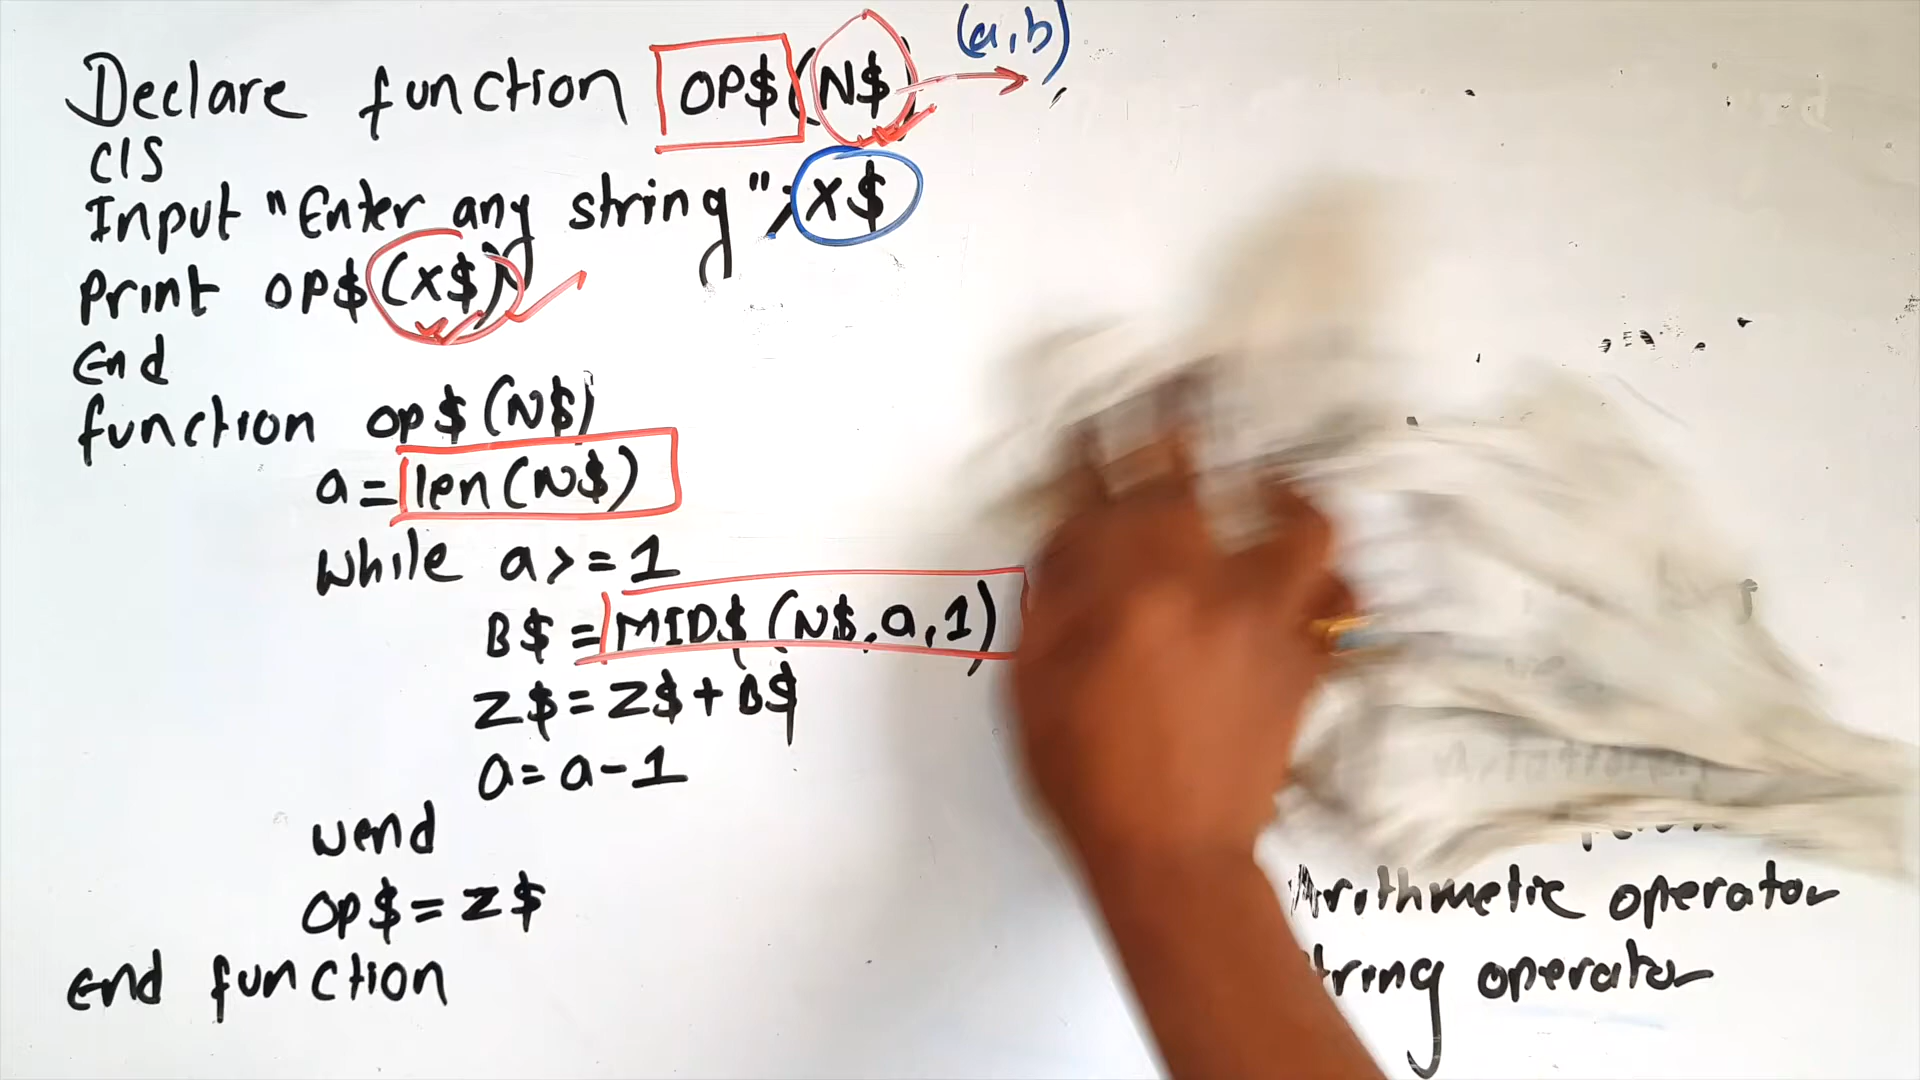 Declare function OP$(N$)
(a,b)
ClS
Input "Enter any string"; X$
Print OP$(X$)
End
function OP$(N$)
a=len(N$)
While a>=1
B$=MID$(N$,a,1)
Z$=Z$+B$
a=a-1
Wend
OP$=Z$
End function
Arithmetic operator
String operator